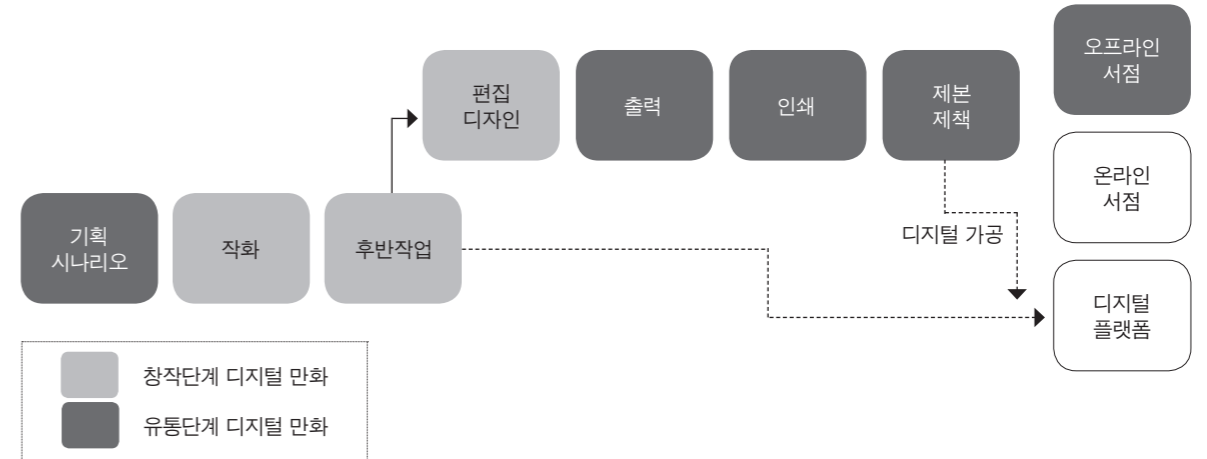 오프라인
서점
편집
디자인
출력
인쇄
제본
제책
온라인
서점
기획
시나리오
작화
후반작업
디지털 가공
디지털
플랫폼
창작단계 디지털 만화
유통단계 디지털 만화